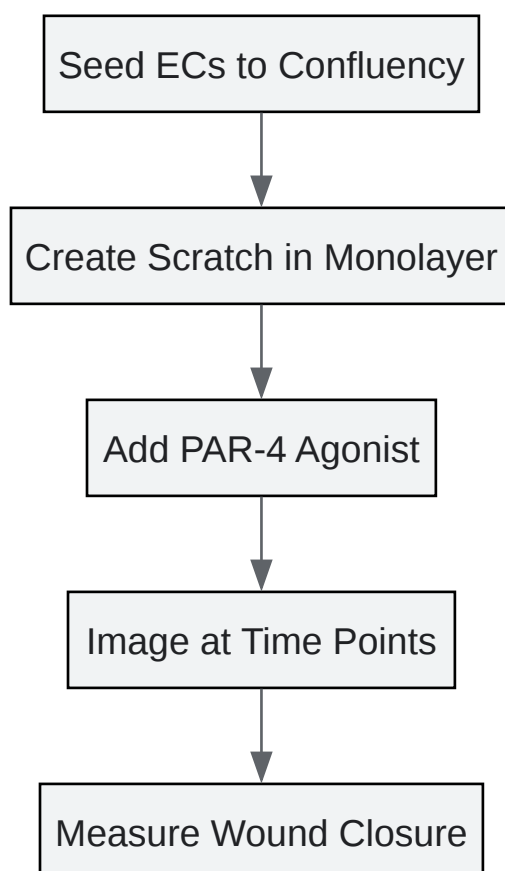 Seed ECs to Confluency
Create Scratch in Monolayer
Add PAR-4 Agonist
Image at Time Points
Measure Wound Closure